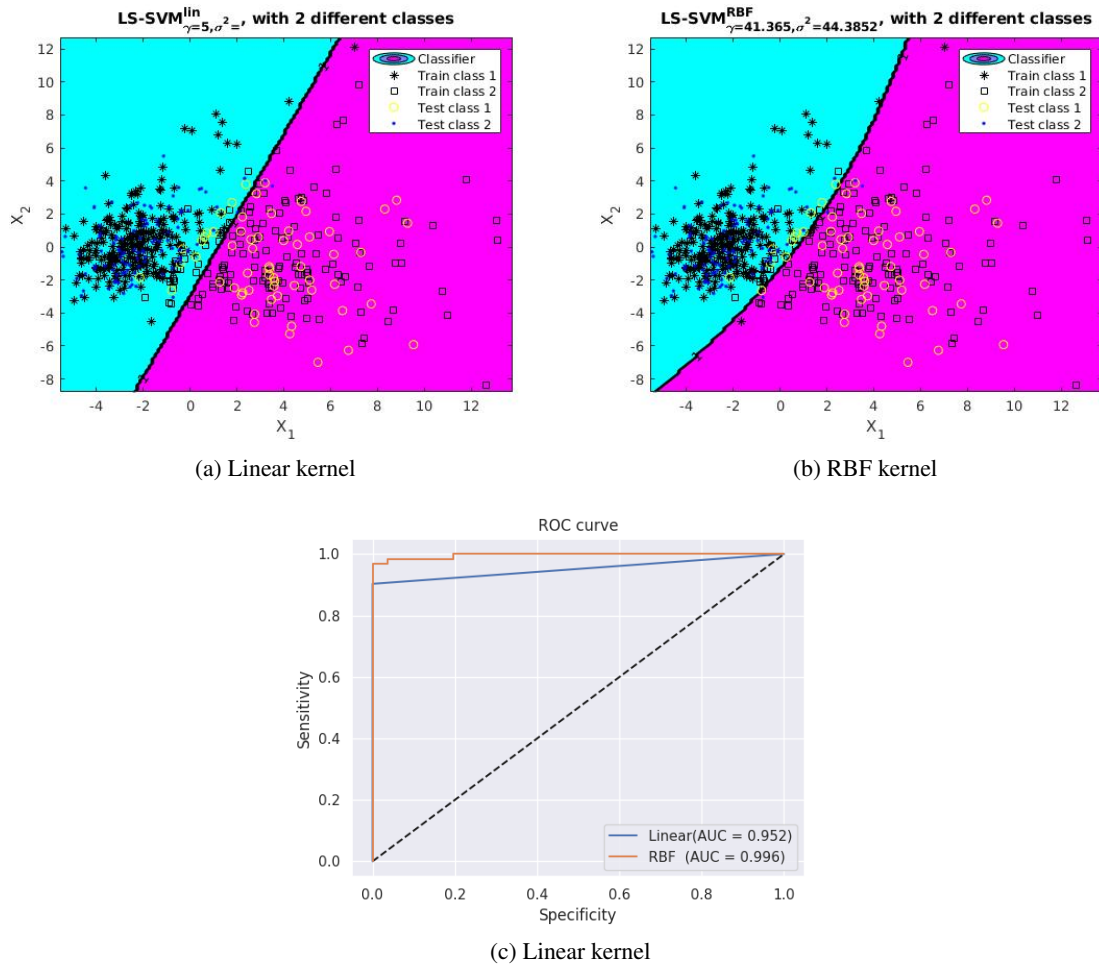 LS-SVM^lin_γ=5,σ²=, with 2 different classes
12
10
8
6
4
2
0
-2
-4
-6
-8
X_2
-4 -2 0 2 4 6 8 10 12
X_1
Classifier
Train class 1
Train class 2
Test class 1
Test class 2
(a) Linear kernel
LS-SVM^RBF_γ=41.365,σ²=44.3852, with 2 different classes
12
10
8
6
4
2
0
-2
-4
-6
-8
X_2
-4 -2 0 2 4 6 8 10 12
X_1
Classifier
Train class 1
Train class 2
Test class 1
Test class 2
(b) RBF kernel
ROC curve
1.0
0.8
0.6
0.4
0.2
0.0
Sensitivity
Linear(AUC = 0.952)
RBF (AUC = 0.996)
0.0 0.2 0.4 0.6 0.8 1.0
Specificity
(c) Linear kernel